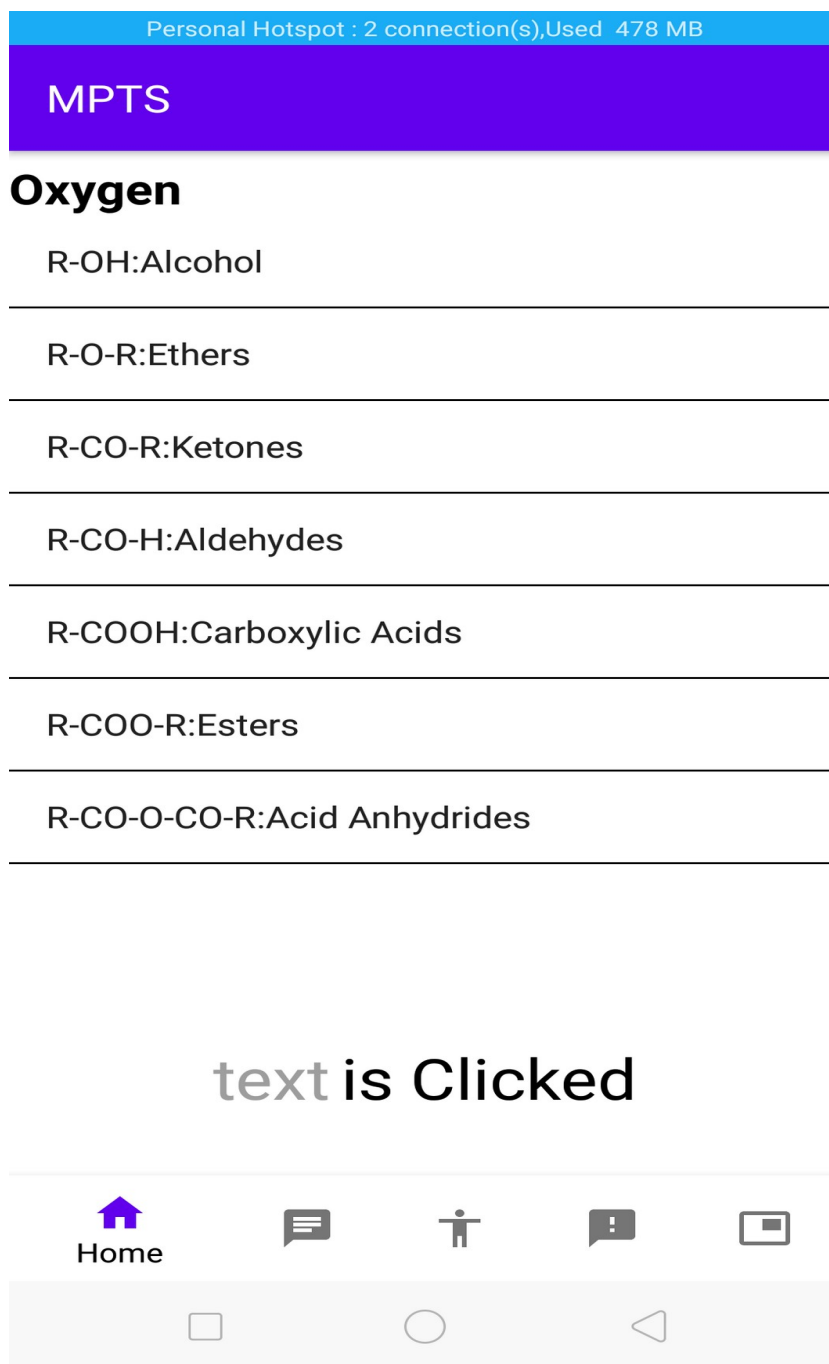 Personal Hotspot : 2 connection(s),Used 478 MB
MPTS
Oxygen
R-OH:Alcohol
R-O-R:Ethers
R-CO-R:Ketones
R-CO-H:Aldehydes
R-COOH:Carboxylic Acids
R-COO-R:Esters
R-CO-O-CO-R:Acid Anhydrides
text is Clicked
Home